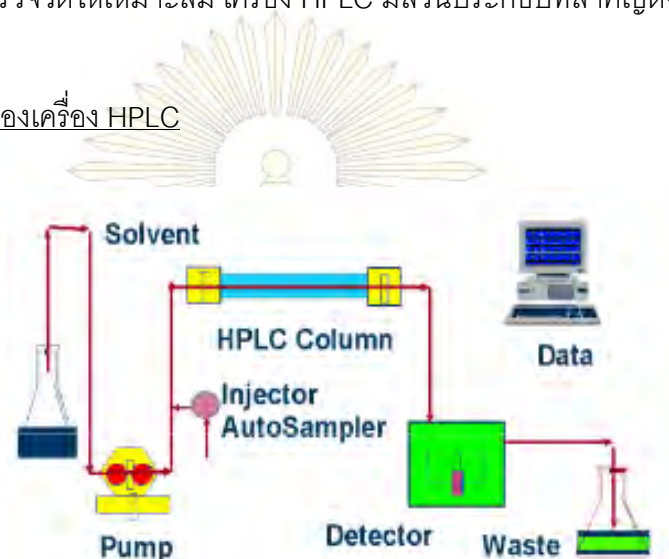 องเครื่อง HPLC
Solvent
HPLC Column
Data
Injector
AutoSampler
Pump
Detector
Waste